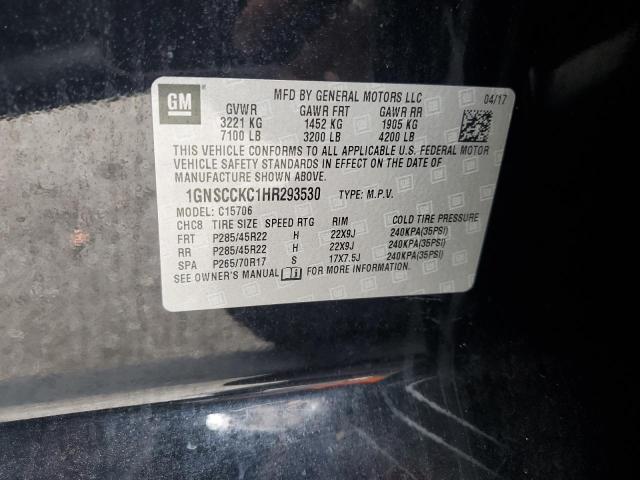 GM
MFD BY GENERAL MOTORS LLC 04/17
GVWR GAWR FRT GAWR RR
3221 KG 1452 KG 1905 KG
7100 LB 3200 LB 4200 LB
THIS VEHICLE CONFORMS TO ALL APPLICABLE U.S. FEDERAL MOTOR
VEHICLE SAFETY STANDARDS IN EFFECT ON THE DATE OF
MANUFACTURE SHOWN ABOVE.
1GNSCCKC1HR293530 TYPE: M.P.V.
MODEL: C15706
CHC8 TIRE SIZE SPEED RTG RIM COLD TIRE PRESSURE
FRT P285/45R22 H 22X9J 240KPA(35PSI)
RR P285/45R22 H 22X9J 240KPA(35PSI)
SPA P265/70R17 S 17X7.5J 240KPA(35PSI)
SEE OWNER'S MANUAL FOR MORE INFORMATION.